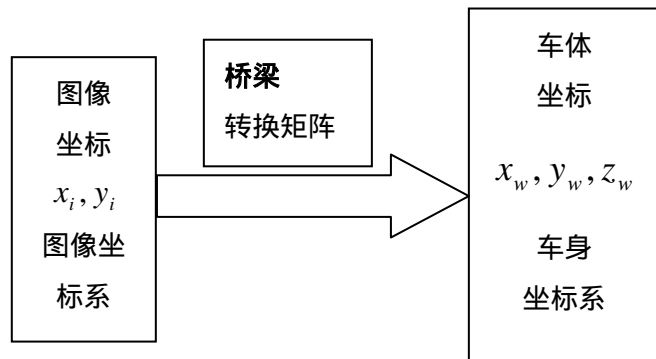 图像
坐标
x_i, y_i
图像坐
标系
桥梁
转换矩阵
车体
坐标
x_w, y_w, z_w
车身
坐标系